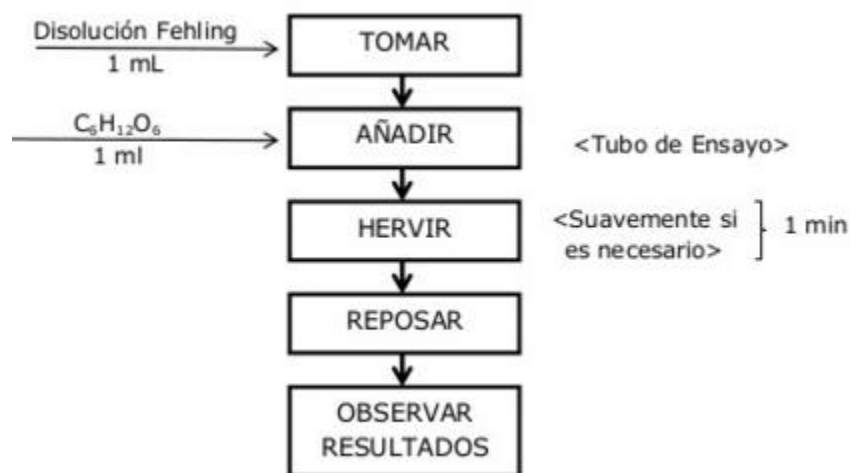 Disolución Fehling
1 mL
TOMAR
C₆H₁₂O₆
1 ml
AÑADIR
<Tubo de Ensayo>
HERVIR
<Suavemente si
es necesario>
1 min
REPOSAR
OBSERVAR
RESULTADOS